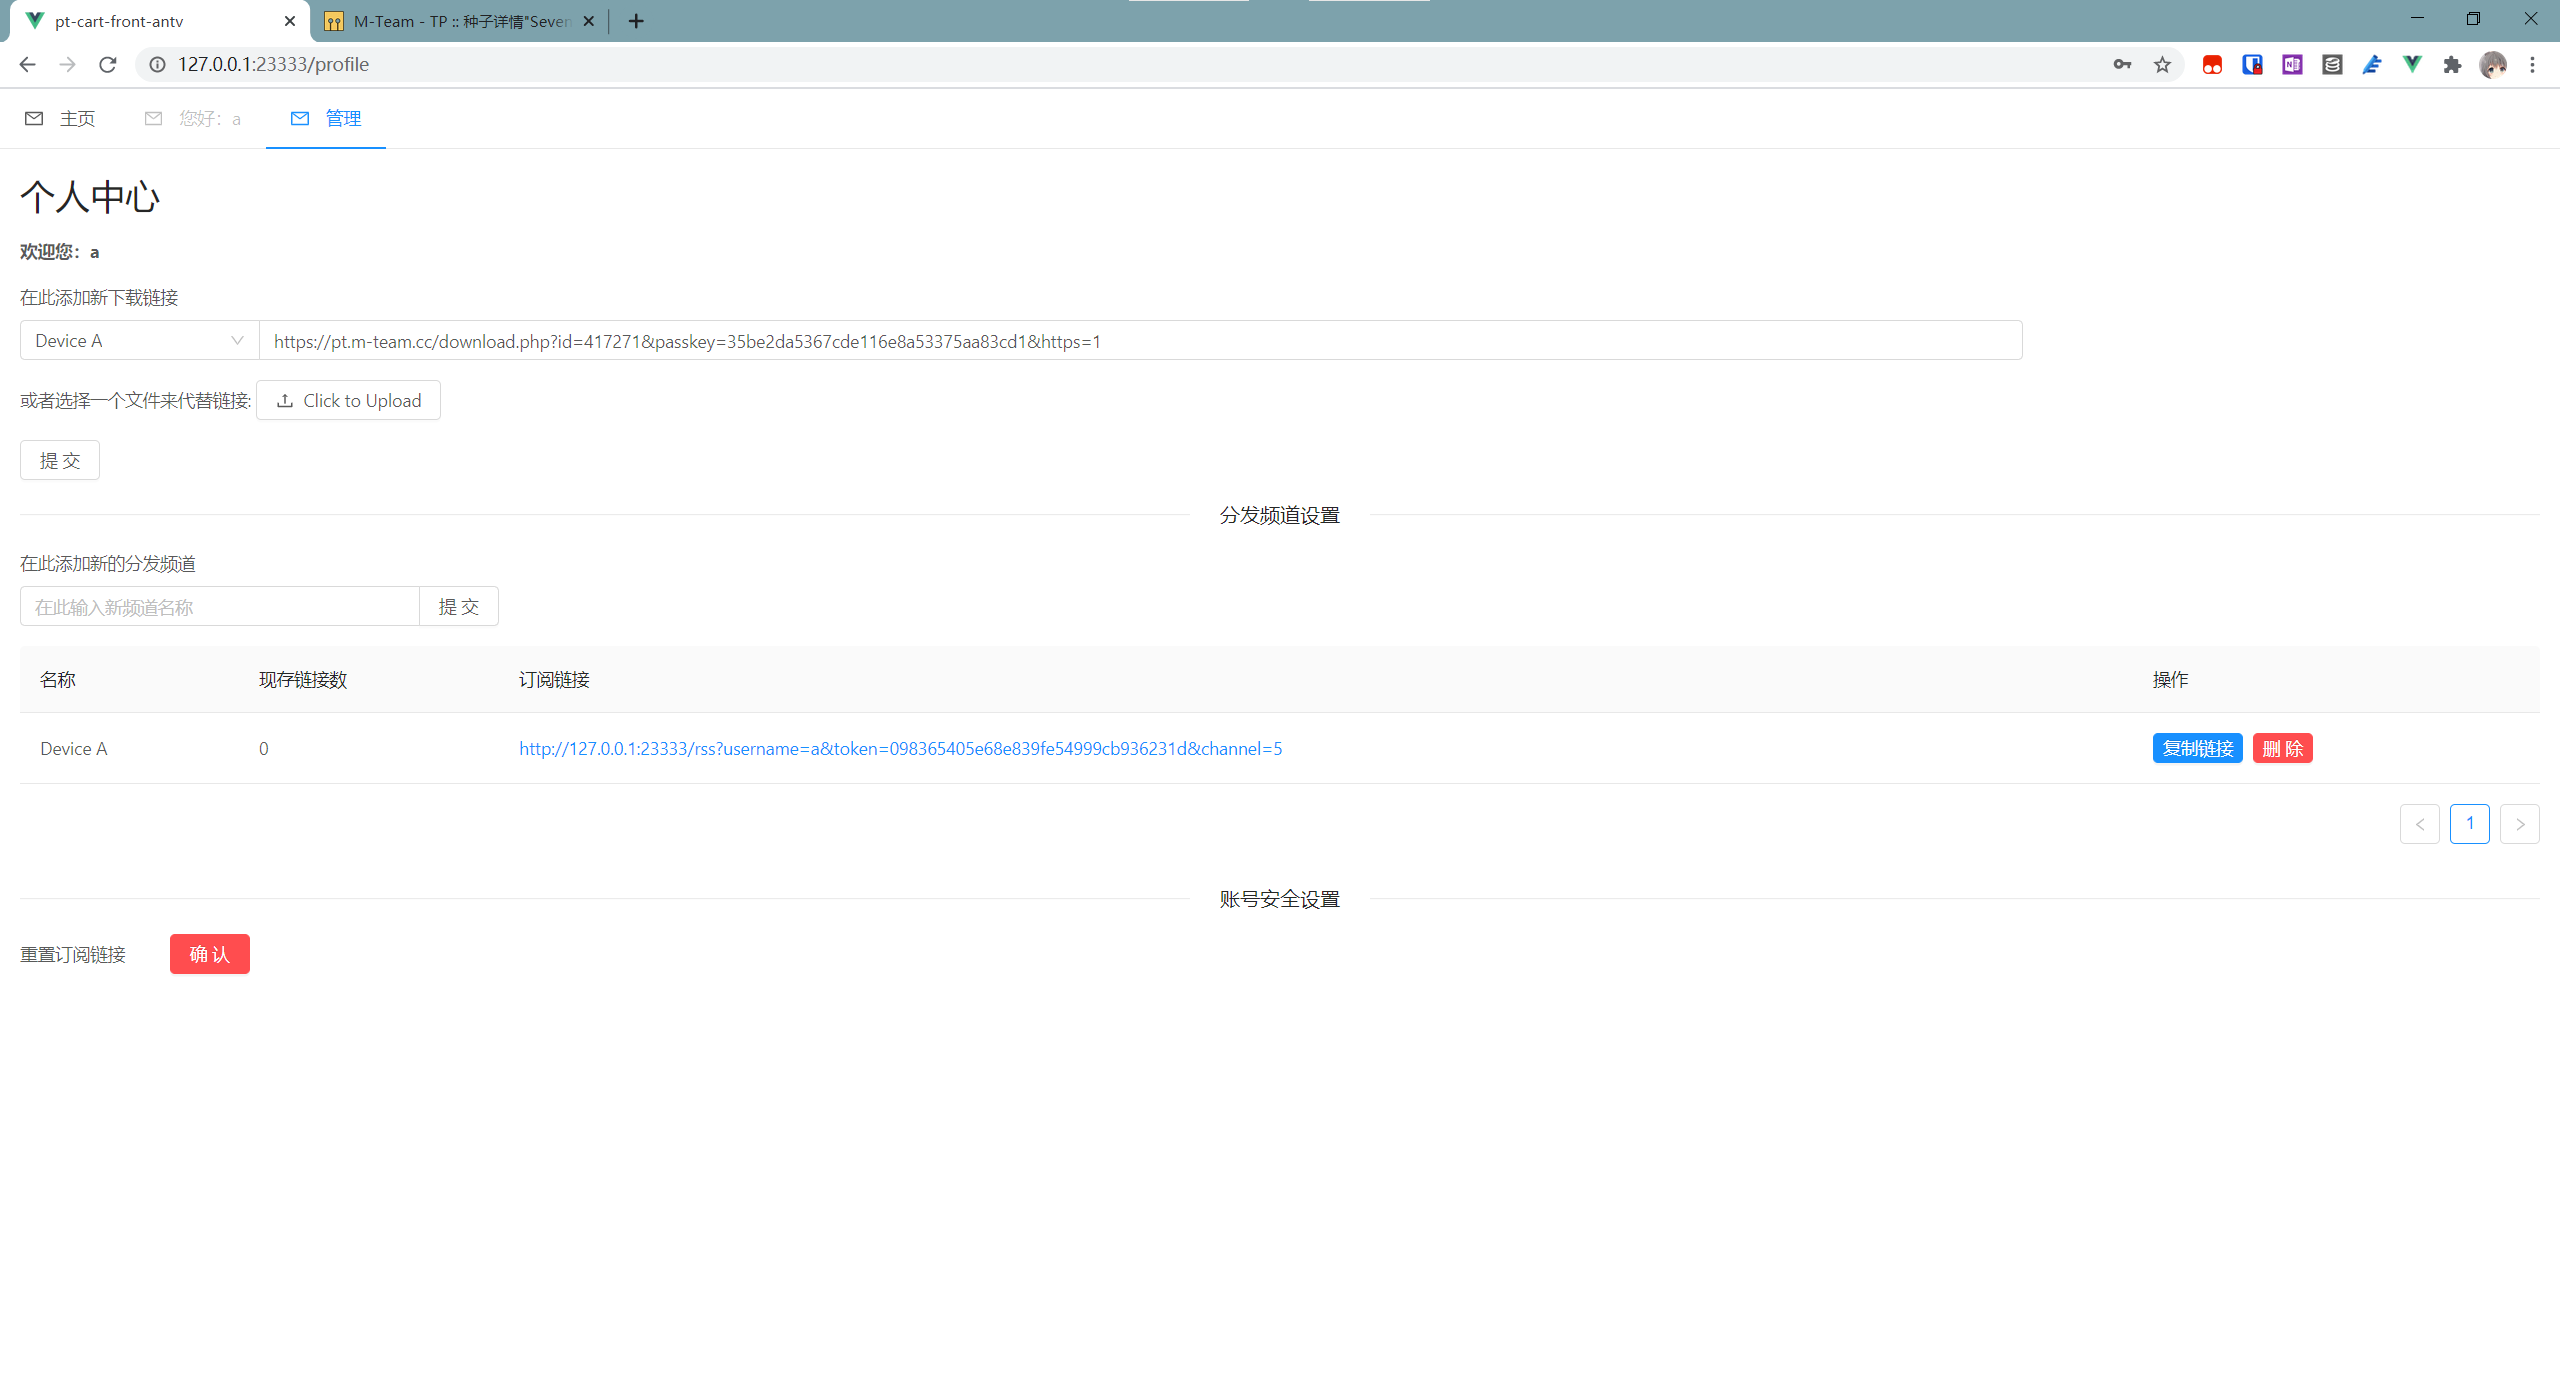 pt-cart-front-antv
M-Team - TP :: 种子详情"Seven
127.0.0.1:23333/profile
主页
您好：a
管理
个人中心
欢迎您：a
在此添加新下载链接
Device A
https://pt.m-team.cc/download.php?id=417271&passkey=35be2da5367cde116e8a53375aa83cd1&https=1
或者选择一个文件来代替链接:
Click to Upload
提 交
分发频道设置
在此添加新的分发频道
在此输入新频道名称
提 交
名称 现存链接数 订阅链接 操作
Device A 0 http://127.0.0.1:23333/rss?username=a&token=098365405e68e839fe54999cb936231d&channel=5 复制链接 删 除
1
账号安全设置
重置订阅链接 确 认